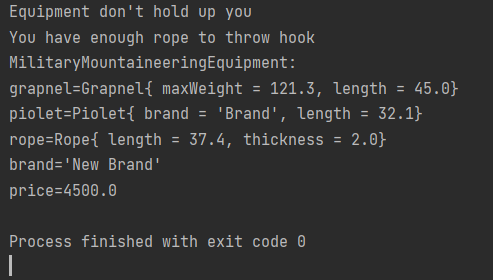 Equipment don't hold up you
You have enough rope to throw hook
MilitaryMountaineeringEquipment:
grapnel=Grapnel{ maxWeight = 121.3, length = 45.0}
piolet=Piolet{ brand = 'Brand', length = 32.1}
rope=Rope{ length = 37.4, thickness = 2.0}
brand='New Brand'
price=4500.0
Process finished with exit code 0